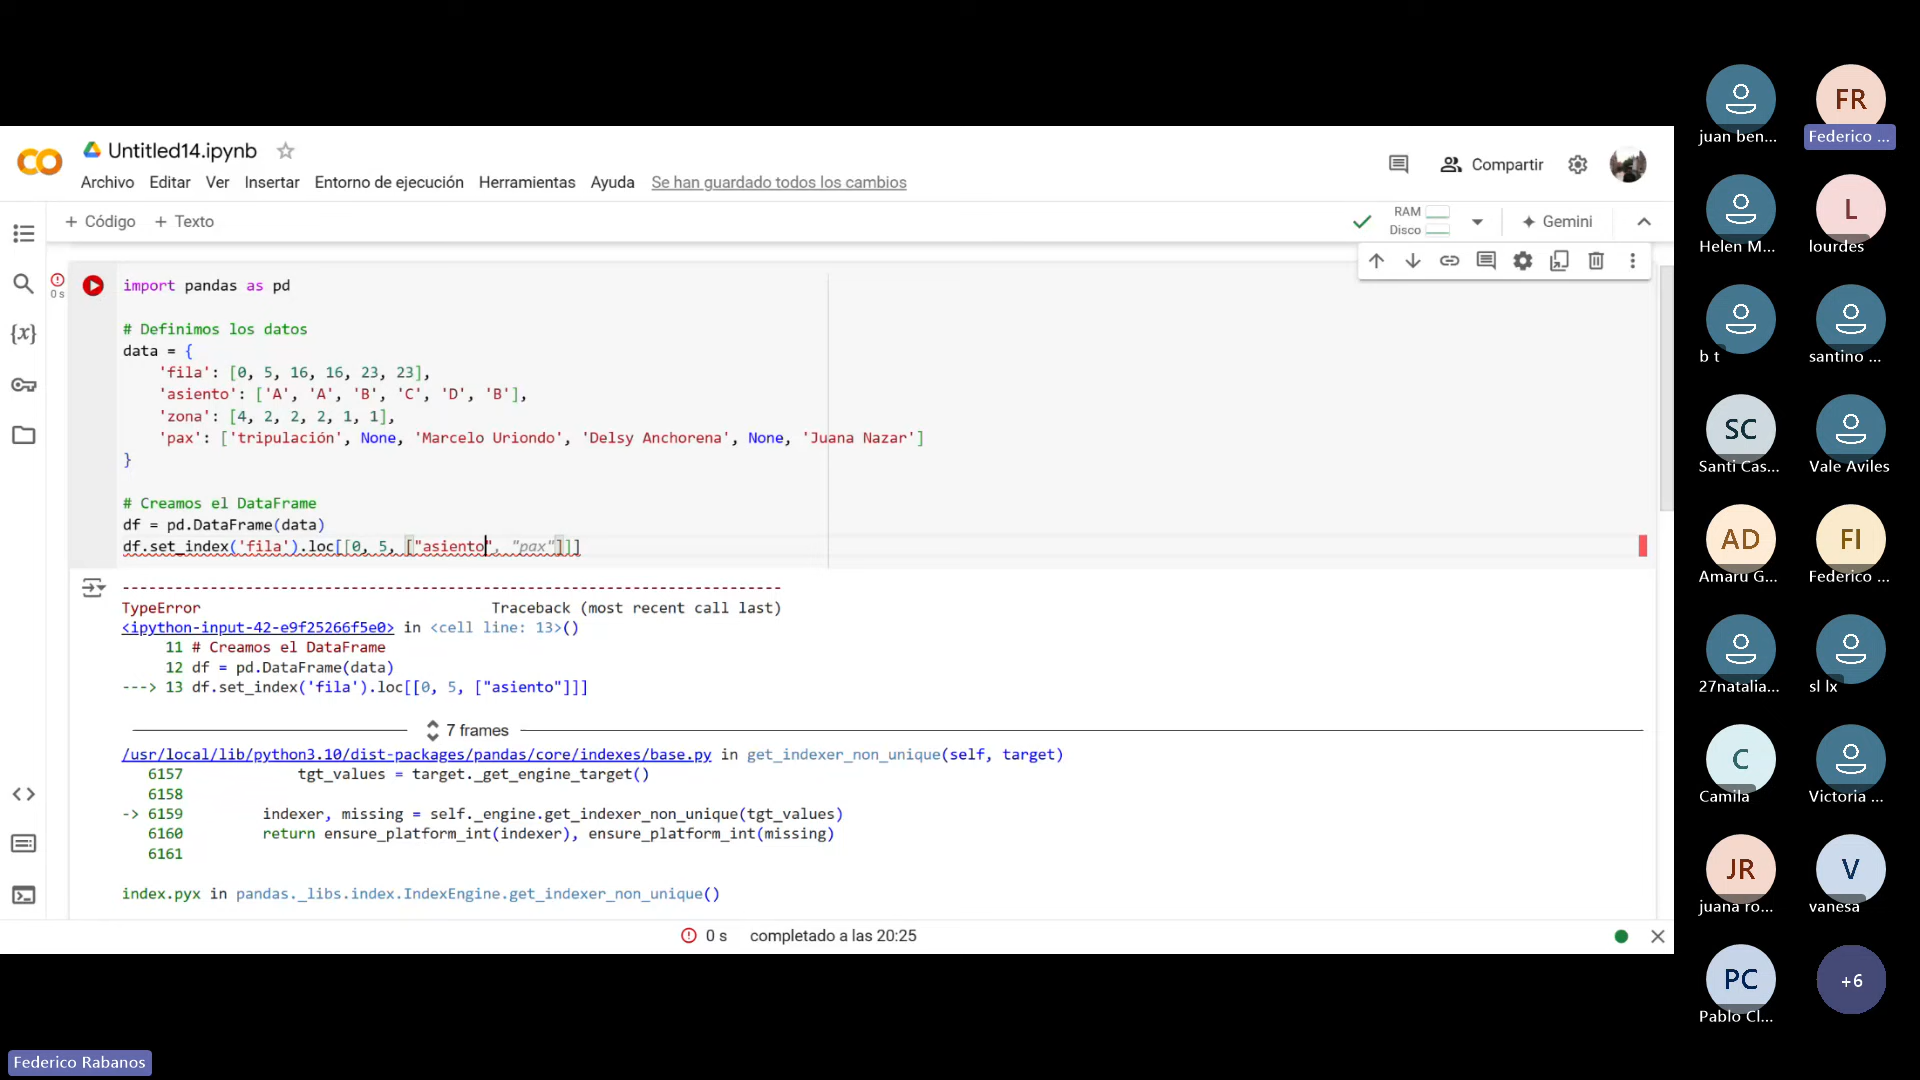 Untitled14.ipynb
Archivo Editar Ver Insertar Entorno de ejecución Herramientas Ayuda Se han guardado todos los cambios
Compartir
+ Código + Texto
RAM
Disco
Gemini
0 s
import pandas as pd
# Definimos los datos
data = {
'fila': [0, 5, 16, 16, 23, 23],
'asiento': ['A', 'A', 'B', 'C', 'D', 'B'],
'zona': [4, 2, 2, 2, 1, 1],
'pax': ['tripulación', None, 'Marcelo Uriondo', 'Delsy Anchorena', None, 'Juana Nazar']
}
# Creamos el DataFrame
df = pd.DataFrame(data)
df.set_index('fila').loc[[0, 5, ["asiento", "pax"]]]
---------------------------------------------------------------------------
TypeError Traceback (most recent call last)
<ipython-input-42-e9f25266f5e0> in <cell line: 13>()
11 # Creamos el DataFrame
12 df = pd.DataFrame(data)
---> 13 df.set_index('fila').loc[[0, 5, ["asiento"]]]
7 frames
/usr/local/lib/python3.10/dist-packages/pandas/core/indexes/base.py in get_indexer_non_unique(self, target)
6157 tgt_values = target._get_engine_target()
6158
-> 6159 indexer, missing = self._engine.get_indexer_non_unique(tgt_values)
6160 return ensure_platform_int(indexer), ensure_platform_int(missing)
6161
index.pyx in pandas._libs.index.IndexEngine.get_indexer_non_unique()
0 s completado a las 20:25
Federico Rabanos
juan ben...
FR
Federico ...
Helen M...
L
lourdes
b t
santino ...
SC
Santi Cas...
Vale Aviles
AD
Amaru G...
FI
Federico ...
27natalia...
sl lx
C
Camila
Victoria ...
JR
juana ro...
V
vanesa
PC
Pablo Cl...
+6